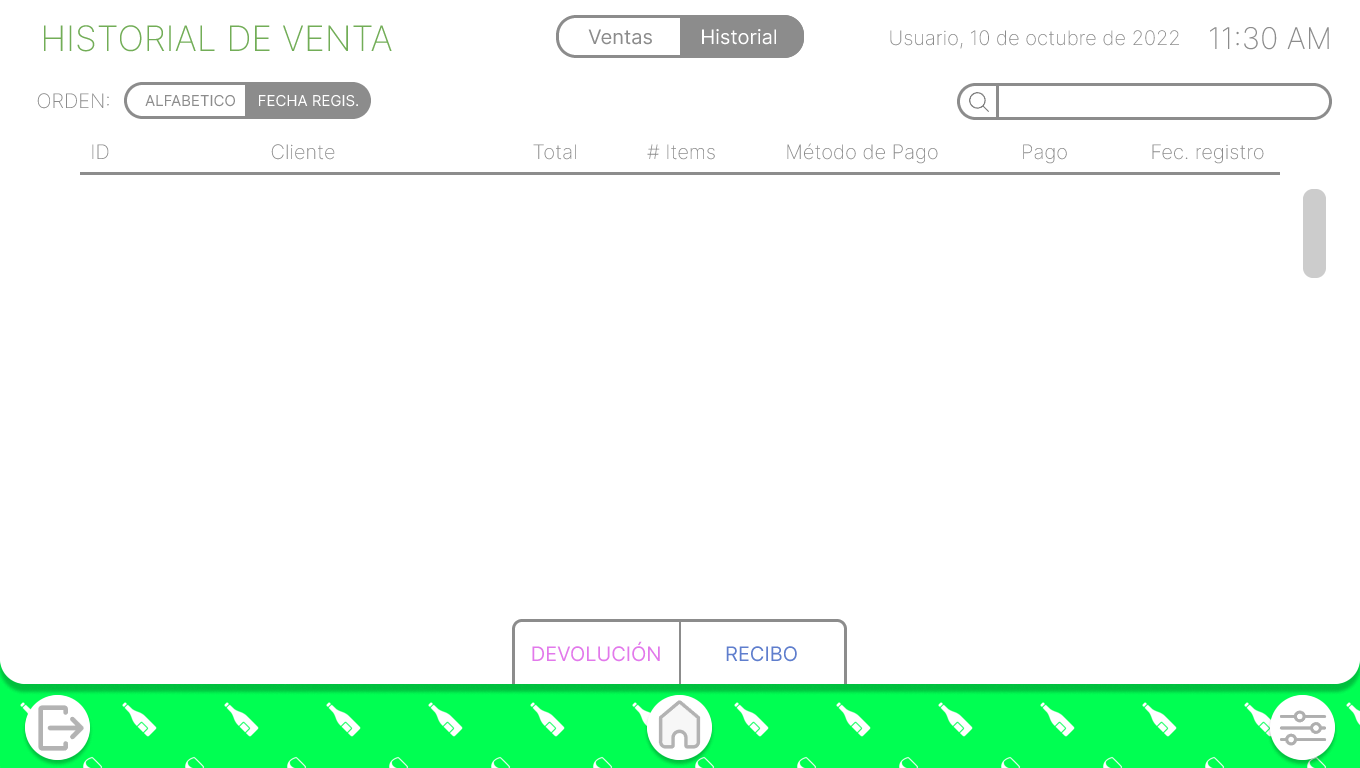 HISTORIAL DE VENTA
Ventas Historial
Usuario, 10 de octubre de 2022 11:30 AM
ORDEN: ALFABETICO FECHA REGIS.
ID Cliente Total # Items Método de Pago Pago Fec. registro
DEVOLUCIÓN RECIBO